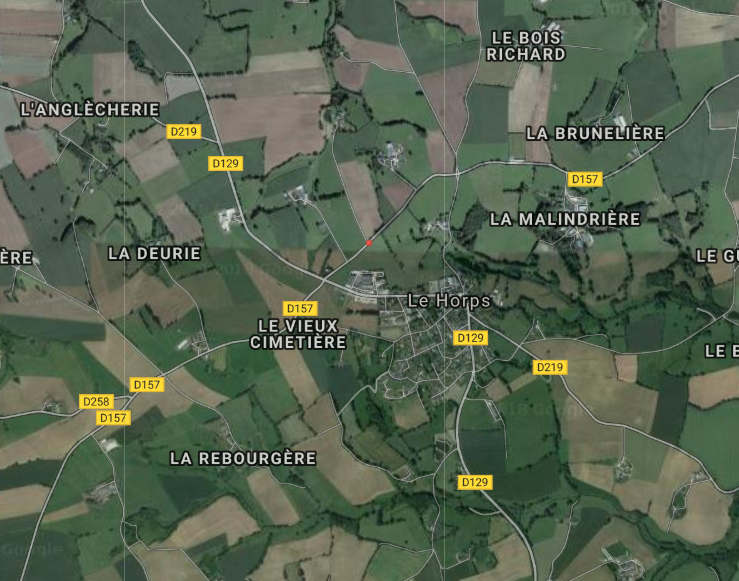 LE BOIS
RICHARD
L'ANGLÈCHERIE
D219
LA BRUNELIÈRE
D129
D157
LA MALINDRIÈRE
LA DEURIE
ÈRE
LE G
Le Horps
D157
LE VIEUX
CIMETIÈRE
D129
LE B
D219
D157
D258
D157
LA REBOURGÈRE
D129
Google